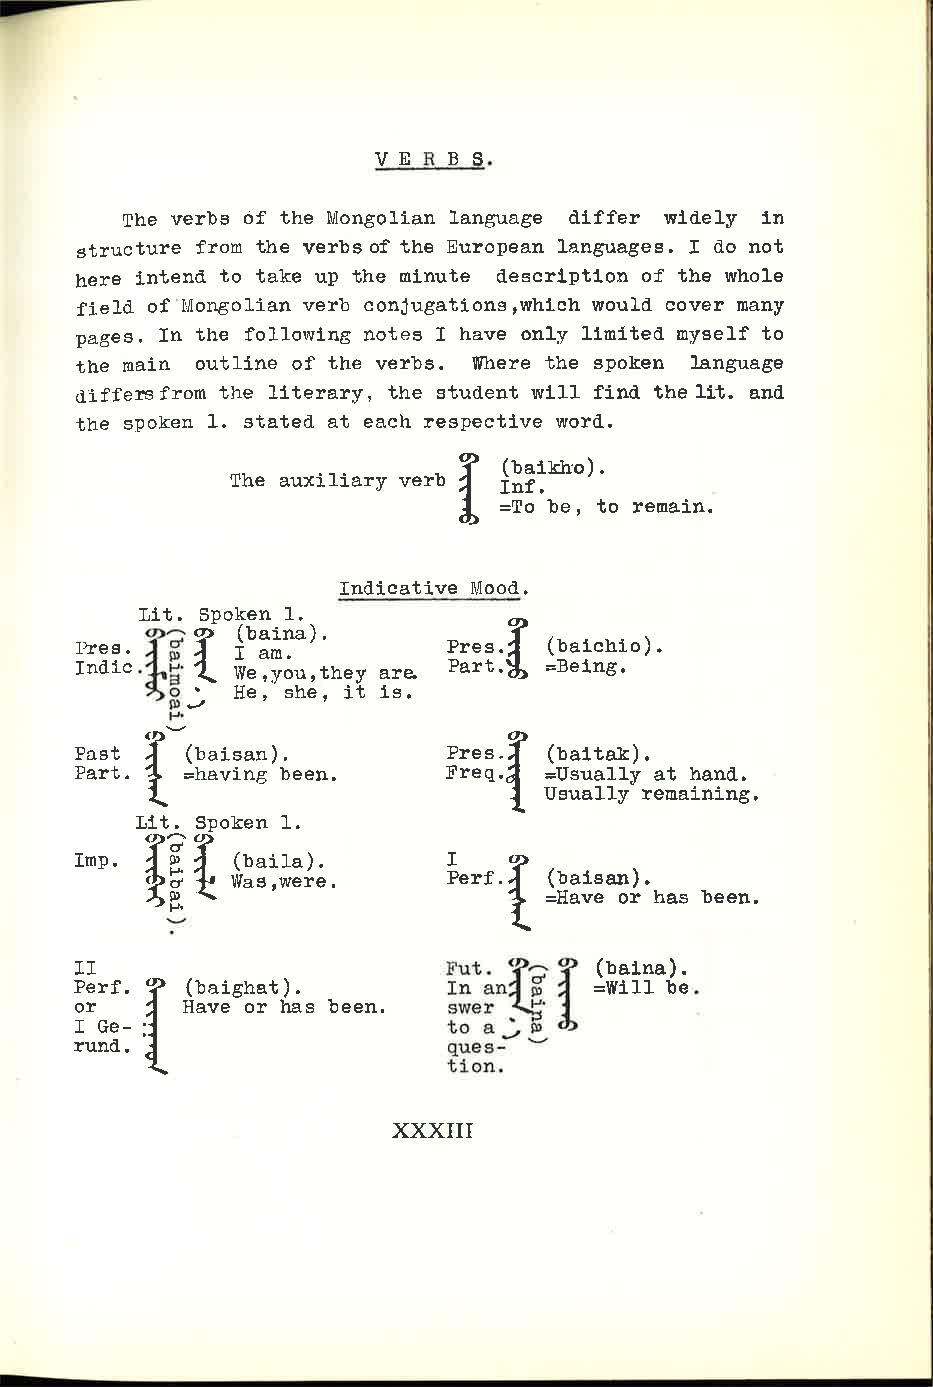 VERBS.
The verbs of the Mongolian language differ widely in
structure from the verbs of the European languages. I do not
here intend to take up the minute description of the whole
field of Mongolian verb conjugations,which would cover many
pages. In the following notes I have only limited myself to
the main outline of the verbs. Where the spoken language
differs from the literary, the student will find the lit. and
the spoken l. stated at each respective word.
The auxiliary verb ᠪᠠᠶᠢᠬᠤ (baikho).
Inf.
=To be, to remain.
Indicative Mood.
Lit. Spoken l.
Pres. Indic. (baimoai) (baina).
I am.
We,you,they are.
He, she, it is.
Pres. Part. (baichio).
=Being.
Past Part. (baisan).
=having been.
Pres. Freq. (baitak).
=Usually at hand.
Usually remaining.
Lit. Spoken l.
Imp. (baibai). (baila).
Was,were.
I Perf. (baisan).
=Have or has been.
II
Perf.
or
I Ge-
rund.
(baighat).
Have or has been.
Fut.
In an
swer
to a
ques-
tion.
(baina) (baina).
=Will be.
XXXIII